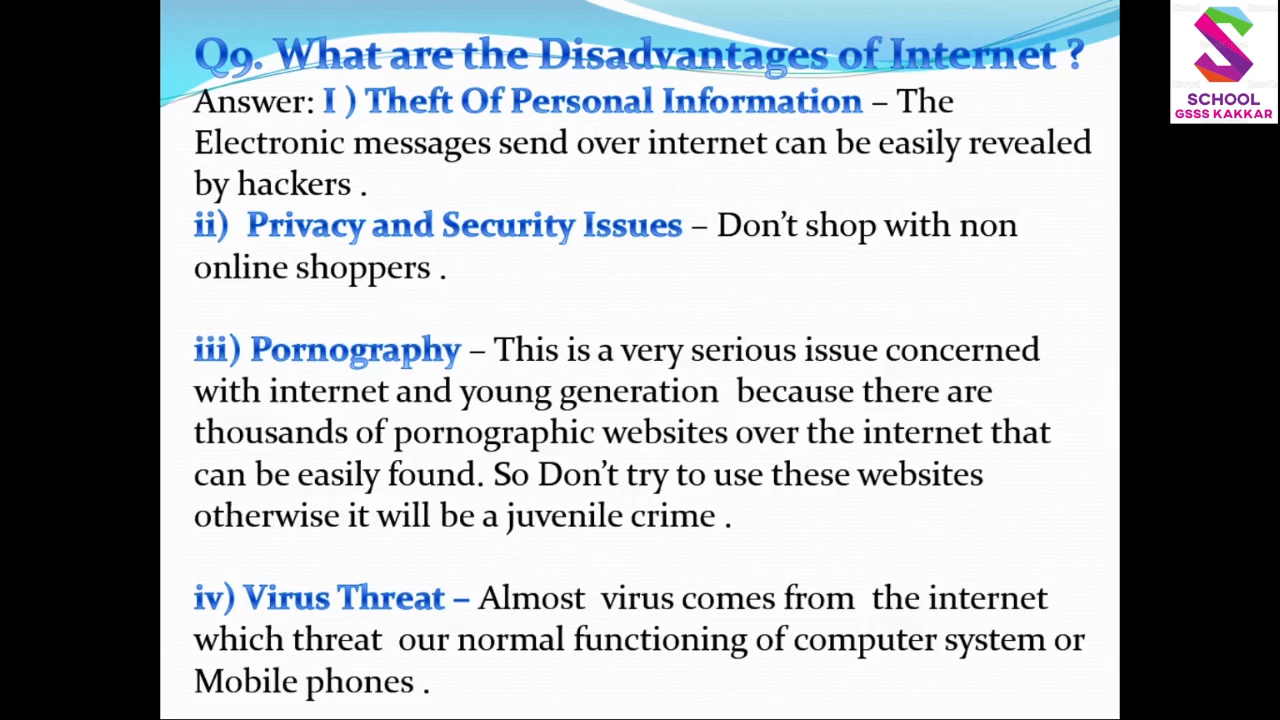 Q9. What are the Disadvantages of Internet ?
Answer: I ) Theft Of Personal Information – The
Electronic messages send over internet can be easily revealed
by hackers .
ii) Privacy and Security Issues – Don’t shop with non
online shoppers .
iii) Pornography – This is a very serious issue concerned
with internet and young generation because there are
thousands of pornographic websites over the internet that
can be easily found. So Don’t try to use these websites
otherwise it will be a juvenile crime .
iv) Virus Threat – Almost virus comes from the internet
which threat our normal functioning of computer system or
Mobile phones .
SCHOOL
GSSS KAKKAR